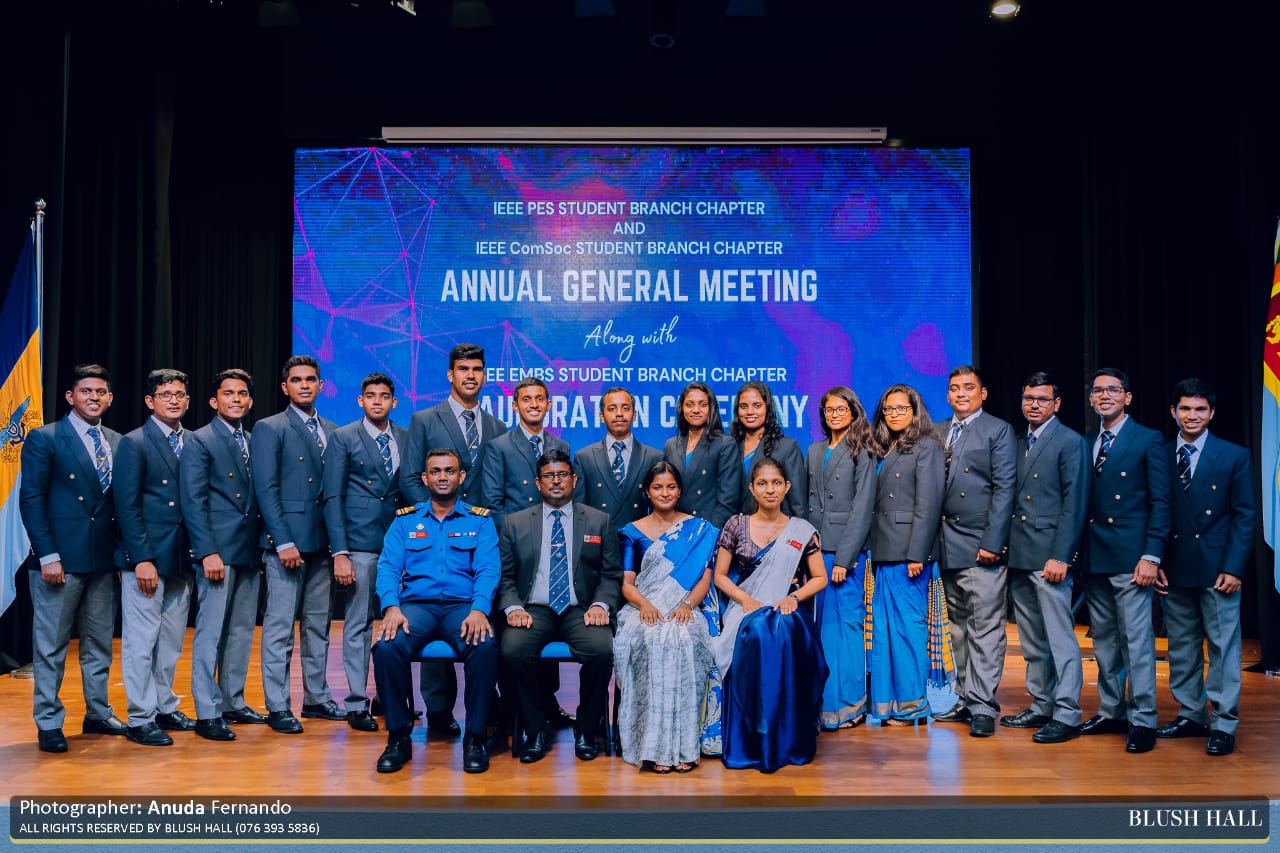 IEEE PES STUDENT BRANCH CHAPTER
AND
IEEE ComSoc STUDENT BRANCH CHAPTER
ANNUAL GENERAL MEETING
Along with
EE EMBS STUDENT BRANCH CHAPTER
Photographer: Anuda Fernando
ALL RIGHTS RESERVED BY BLUSH HALL (076 393 5836)
BLUSH HALL